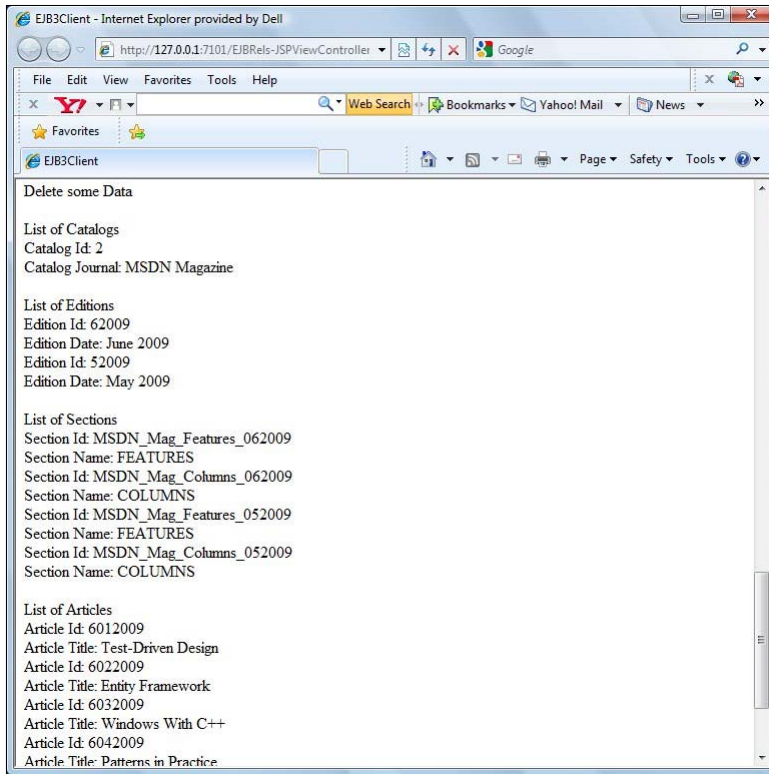 EJB3Client - Internet Explorer provided by Dell
http://127.0.0.1:7101/EJBRels-JSPViewController
Google
File Edit View Favorites Tools Help
Y! Web Search Bookmarks Yahoo! Mail News
Favorites
EJB3Client Page Safety Tools
Delete some Data
List of Catalogs
Catalog Id: 2
Catalog Journal: MSDN Magazine
List of Editions
Edition Id: 62009
Edition Date: June 2009
Edition Id: 52009
Edition Date: May 2009
List of Sections
Section Id: MSDN_Mag_Features_062009
Section Name: FEATURES
Section Id: MSDN_Mag_Columns_062009
Section Name: COLUMNS
Section Id: MSDN_Mag_Features_052009
Section Name: FEATURES
Section Id: MSDN_Mag_Columns_052009
Section Name: COLUMNS
List of Articles
Article Id: 6012009
Article Title: Test-Driven Design
Article Id: 6022009
Article Title: Entity Framework
Article Id: 6032009
Article Title: Windows With C++
Article Id: 6042009
Article Title: Patterns in Practice